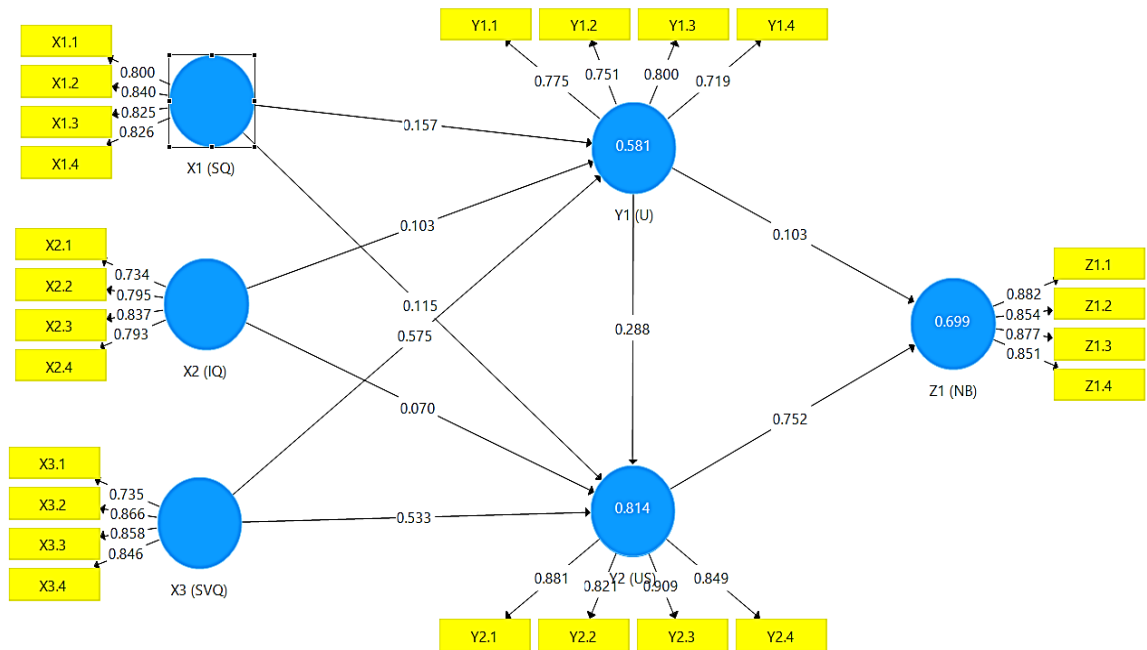 X1.1
X1.2
X1.3
X1.4
0.800
0.840
0.825
0.826
X1 (SQ)
X2.1
X2.2
X2.3
X2.4
0.734
0.795
0.837
0.793
X2 (IQ)
X3.1
X3.2
X3.3
X3.4
0.735
0.866
0.858
0.846
X3 (SVQ)
0.157
0.103
0.115
0.575
0.070
0.533
Y1.1
Y1.2
Y1.3
Y1.4
0.775
0.751
0.800
0.719
0.581
Y1 (U)
0.288
0.814
Y2 (US)
0.881
0.821
0.909
0.849
Y2.1
Y2.2
Y2.3
Y2.4
0.103
0.752
0.699
Z1 (NB)
0.882
0.854
0.877
0.851
Z1.1
Z1.2
Z1.3
Z1.4